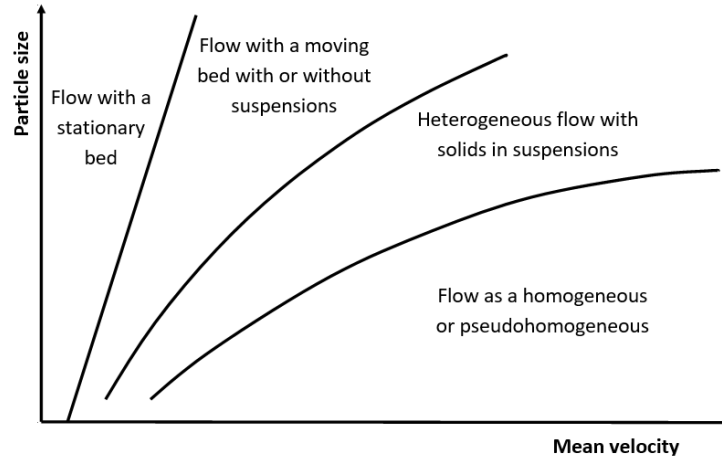 Particle size
Flow with a
stationary
bed
Flow with a moving
bed with or without
suspensions
Heterogeneous flow with
solids in suspensions
Flow as a homogeneous
or pseudohomogeneous
Mean velocity